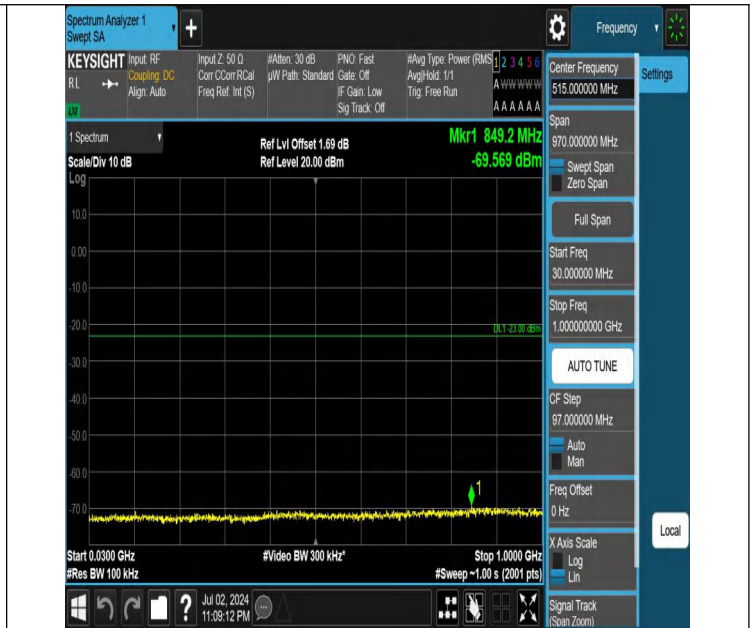 Spectrum Analyzer 1
Swept SA
+
Frequency
KEYSIGHT
Input: RF
Input Z: 50 Ω
#Atten: 30 dB
PNO: Fast
#Avg Type: Power (RMS
1 2 3 4 5 6
RL
Coupling: DC
Corr CCorr RCal
µW Path: Standard
Gate: Off
Avg|Hold: 1/1
A W W W W W
Align: Auto
Freq Ref: Int (S)
IF Gain: Low
Trig: Free Run
Sig Track: Off
A A A A A A
Center Frequency
515.000000 MHz
Settings
Span
970.000000 MHz
Swept Span
Zero Span
Full Span
Start Freq
30.000000 MHz
Stop Freq
1.000000000 GHz
AUTO TUNE
CF Step
97.000000 MHz
Auto
Man
Freq Offset
0 Hz
X Axis Scale
Log
Lin
Local
Signal Track
(Span Zoom)
1 Spectrum
Ref Lvl Offset 1.69 dB
Mkr1 849.2 MHz
Scale/Div 10 dB
Ref Level 20.00 dBm
-69.569 dBm
Log
10.0
0.00
-10.0
-20.0
DL1 -23.00 dBm
-30.0
-40.0
-50.0
-60.0
1
-70.0
Start 0.0300 GHz
#Video BW 300 kHz*
Stop 1.0000 GHz
#Res BW 100 kHz
#Sweep ~1.00 s (2001 pts)
?
Jul 02, 2024
11:09:12 PM